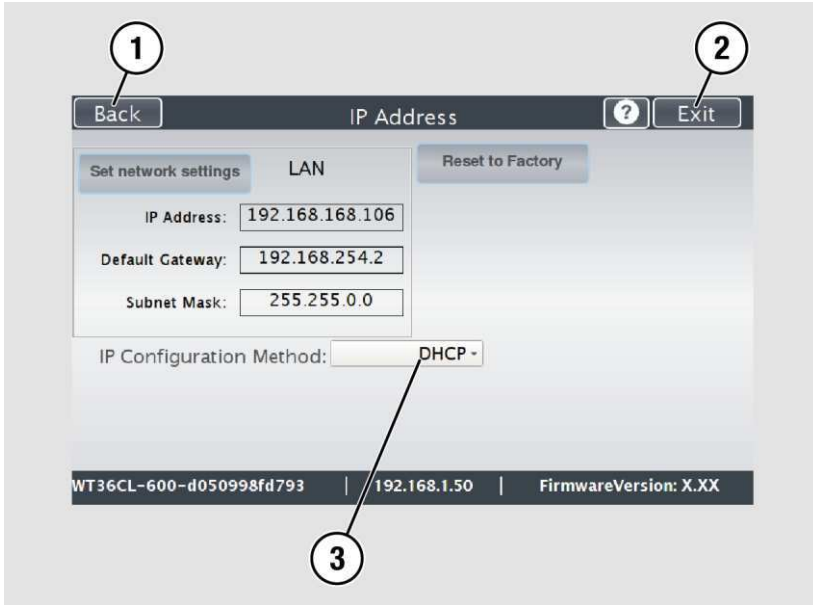 1
2
Back IP Address ? Exit
Set network settings LAN Reset to Factory
IP Address: 192.168.168.106
Default Gateway: 192.168.254.2
Subnet Mask: 255.255.0.0
IP Configuration Method: DHCP
WT36CL-600-d050998fd793 | 192.168.1.50 | FirmwareVersion: X.XX
3